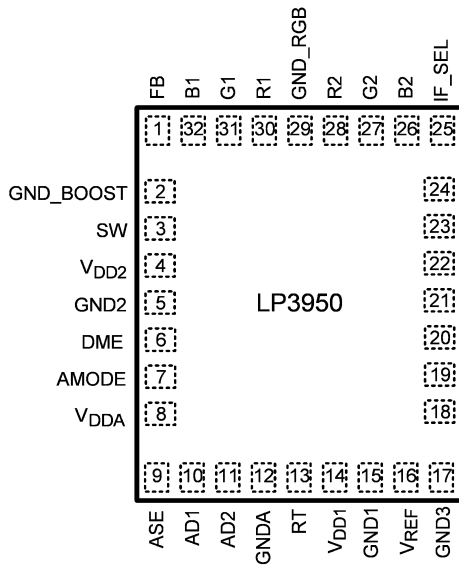 FB B1 G1 R1 GND_RGB R2 G2 B2 IF_SEL
1 32 31 30 29 28 27 26 25
GND_BOOST 2 24
SW 3 23
VDD2 4 22
GND2 5 21
LP3950
DME 6 20
AMODE 7 19
VDDA 8 18
9 10 11 12 13 14 15 16 17
ASE AD1 AD2 GNDA RT VDD1 GND1 VREF GND3